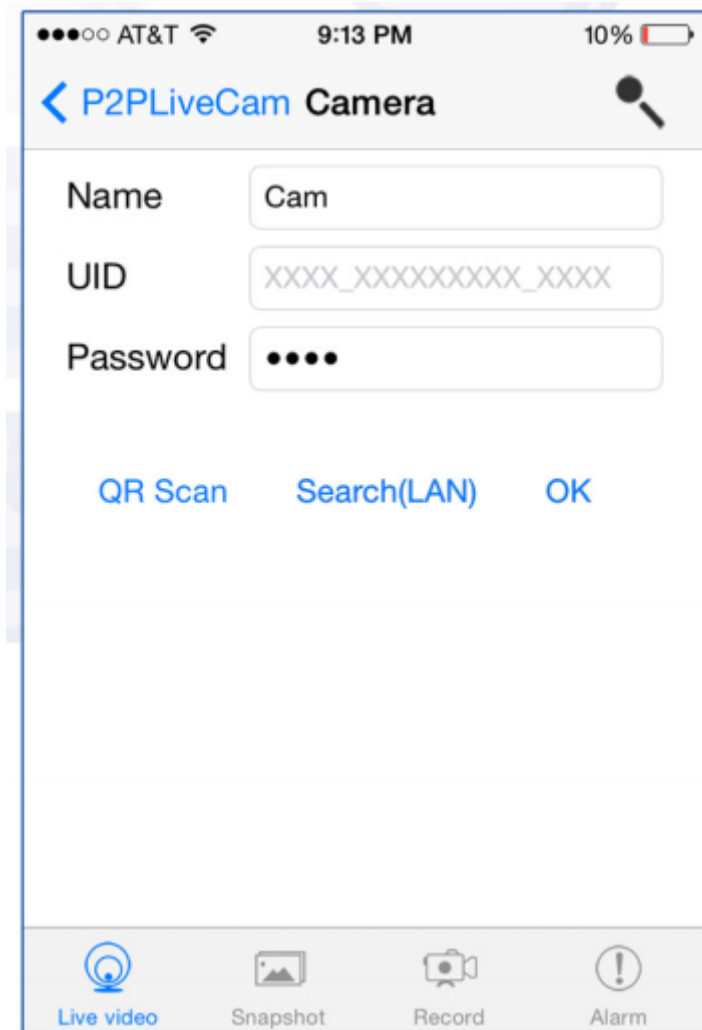 AT&T 9:13 PM 10%
P2PLiveCam Camera
Name Cam
UID XXXX_XXXXXXXXX_XXXX
Password ••••
QR Scan Search(LAN) OK
Live video Snapshot Record Alarm